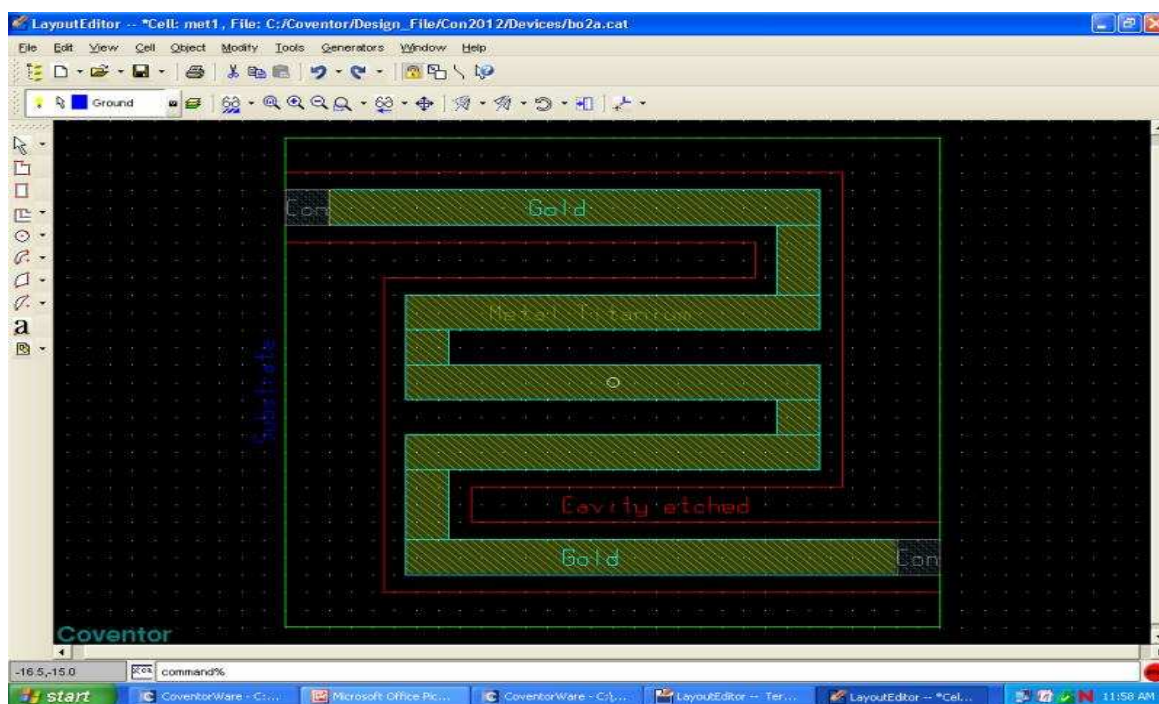 LayoutEditor -- *Cell: met1, File: C:/Coventor/Design_File/Con2012/Devices/bo2a.cat
File Edit View Cell Object Modify Tools Generators Window Help
Ground
Con
Gold
Metal Titanium
Substrate
Cavity etched
Gold
Con
Coventor
-16.5,-15.0
command%
start
CoventorWare - C:...
Microsoft Office Pic...
CoventorWare - C:\...
LayoutEditor -- Ter...
LayoutEditor -- *Cel...
11:58 AM